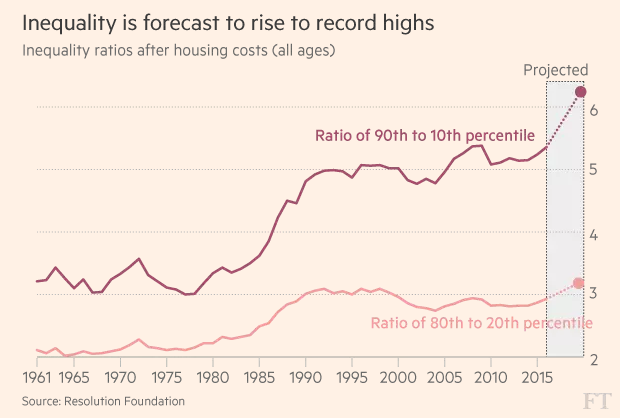 Inequality is forecast to rise to record highs
Inequality ratios after housing costs (all ages)
Projected
6
Ratio of 90th to 10th percentile
5
4
3
Ratio of 80th to 20th percentile
2
1961 1965 1970 1975 1980 1985 1990 1995 2000 2005 2010 2015
Source: Resolution Foundation
FT